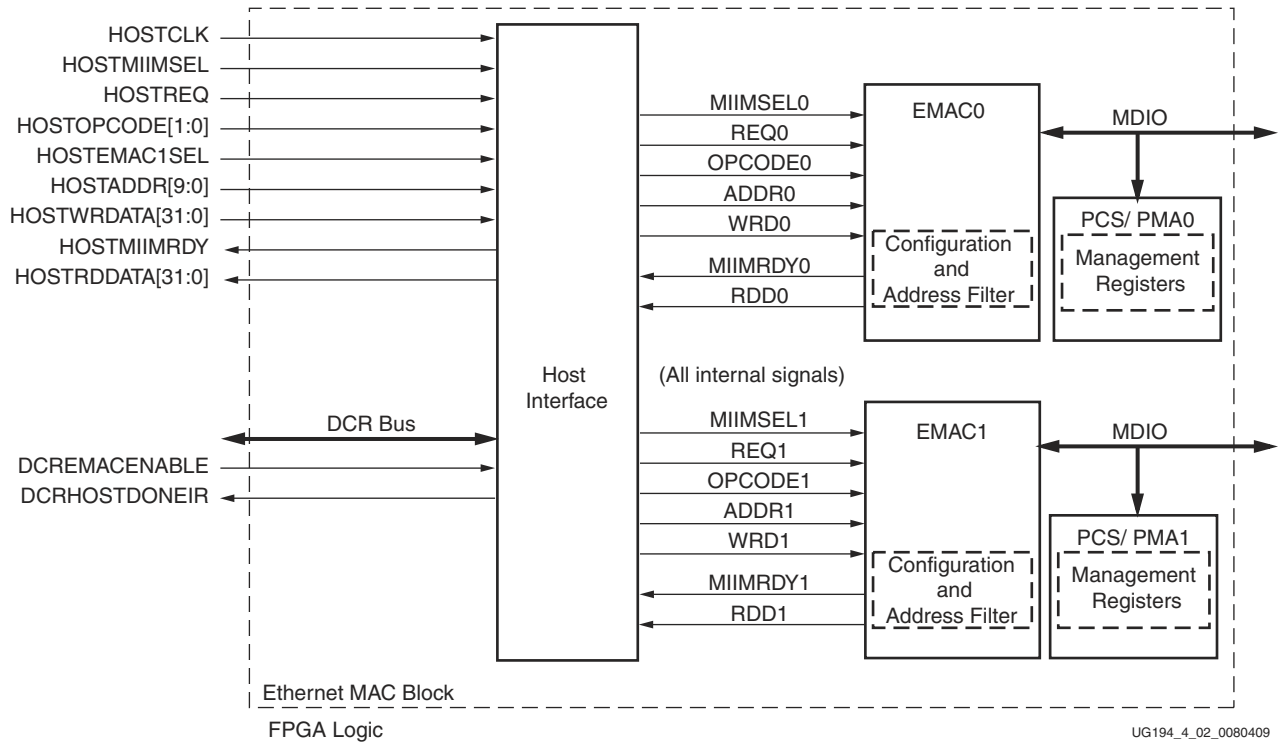 HOSTCLK
HOSTMIIMSEL
HOSTREQ
HOSTOPCODE[1:0]
HOSTEMAC1SEL
HOSTADDR[9:0]
HOSTWRDATA[31:0]
HOSTMIIMRDY
HOSTRDDATA[31:0]
DCR Bus
DCREMACENABLE
DCRHOSTDONEIR
Host
Interface
MIIMSEL0
REQ0
OPCODE0
ADDR0
WRD0
MIIMRDY0
RDD0
EMAC0
Configuration
and
Address Filter
MDIO
PCS/ PMA0
Management
Registers
(All internal signals)
MIIMSEL1
REQ1
OPCODE1
ADDR1
WRD1
MIIMRDY1
RDD1
EMAC1
Configuration
and
Address Filter
MDIO
PCS/ PMA1
Management
Registers
Ethernet MAC Block
FPGA Logic
UG194_4_02_0080409